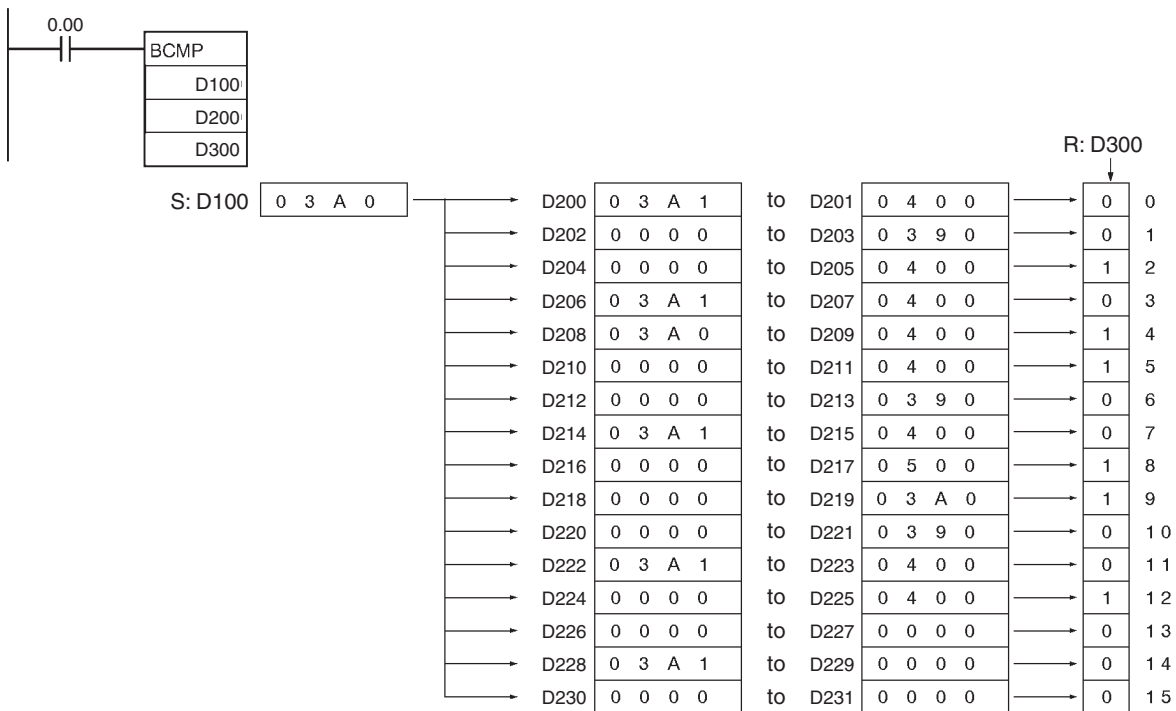 0.00
BCMP
D100
D200
D300
R: D300
S: D100 0 3 A 0
D200 0 3 A 1 to D201 0 4 0 0 0 0
D202 0 0 0 0 to D203 0 3 9 0 0 1
D204 0 0 0 0 to D205 0 4 0 0 1 2
D206 0 3 A 1 to D207 0 4 0 0 0 3
D208 0 3 A 0 to D209 0 4 0 0 1 4
D210 0 0 0 0 to D211 0 4 0 0 1 5
D212 0 0 0 0 to D213 0 3 9 0 0 6
D214 0 3 A 1 to D215 0 4 0 0 0 7
D216 0 0 0 0 to D217 0 5 0 0 1 8
D218 0 0 0 0 to D219 0 3 A 0 1 9
D220 0 0 0 0 to D221 0 3 9 0 0 1 0
D222 0 3 A 1 to D223 0 4 0 0 0 1 1
D224 0 0 0 0 to D225 0 4 0 0 1 1 2
D226 0 0 0 0 to D227 0 0 0 0 0 1 3
D228 0 3 A 1 to D229 0 0 0 0 0 1 4
D230 0 0 0 0 to D231 0 0 0 0 0 1 5